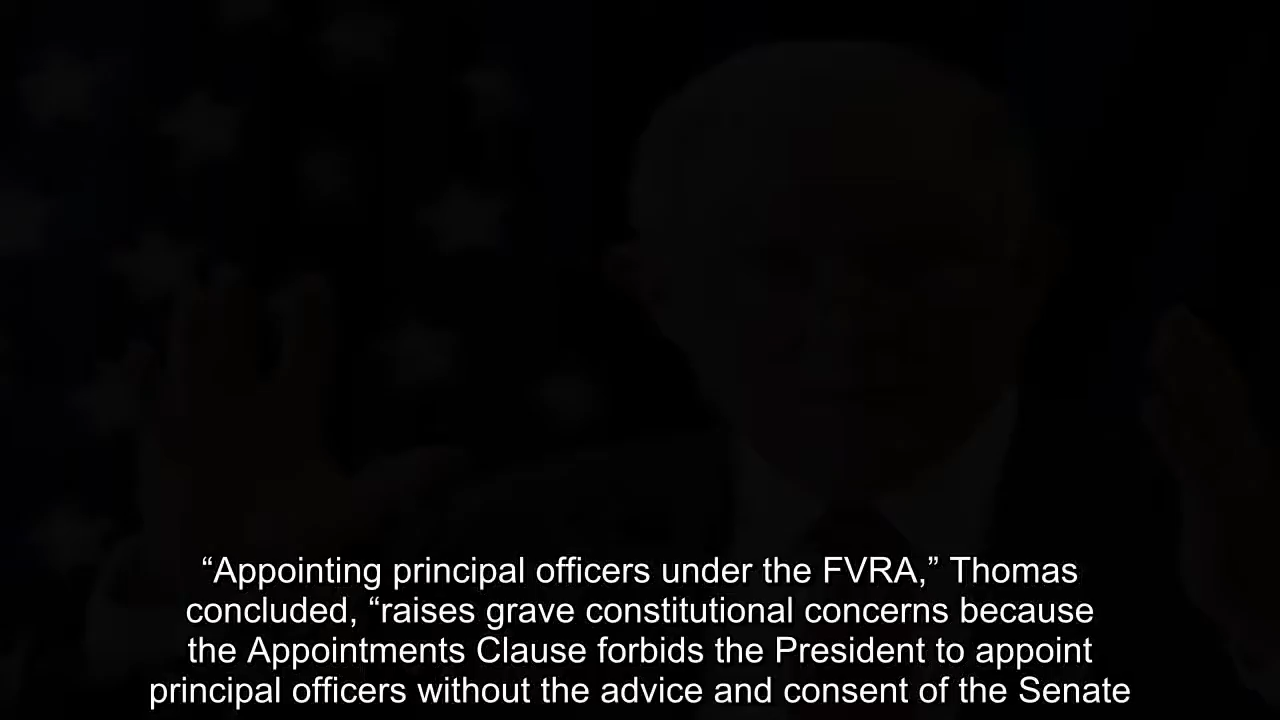 “Appointing principal officers under the FVRA,” Thomas
concluded, “raises grave constitutional concerns because
the Appointments Clause forbids the President to appoint
principal officers without the advice and consent of the Senate